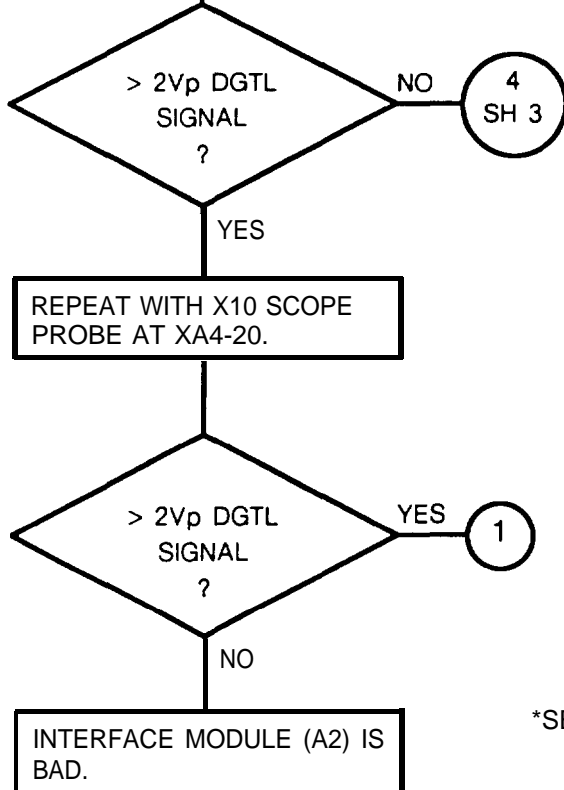 > 2Vp DGTL
SIGNAL
?
NO
4
SH 3
YES
REPEAT WITH X10 SCOPE
PROBE AT XA4-20.
> 2Vp DGTL
SIGNAL
?
YES
1
NO
INTERFACE MODULE (A2) IS
BAD.